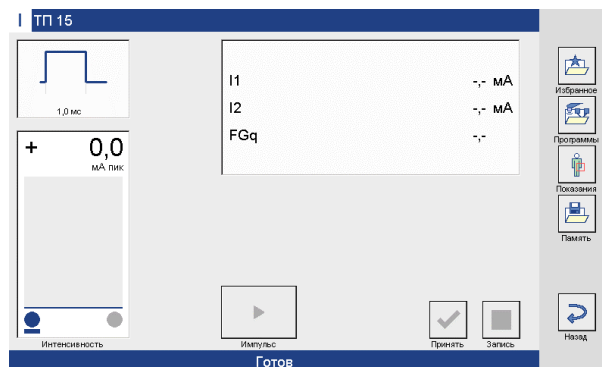 I ТП 15
1,0 мс
I1 -,- мА
I2 -,- мА
FGq -,-
+ 0,0
мА пик
Интенсивность
Импульс
Принять
Запись
Избранное
Программы
Показания
Память
Назад
Готов